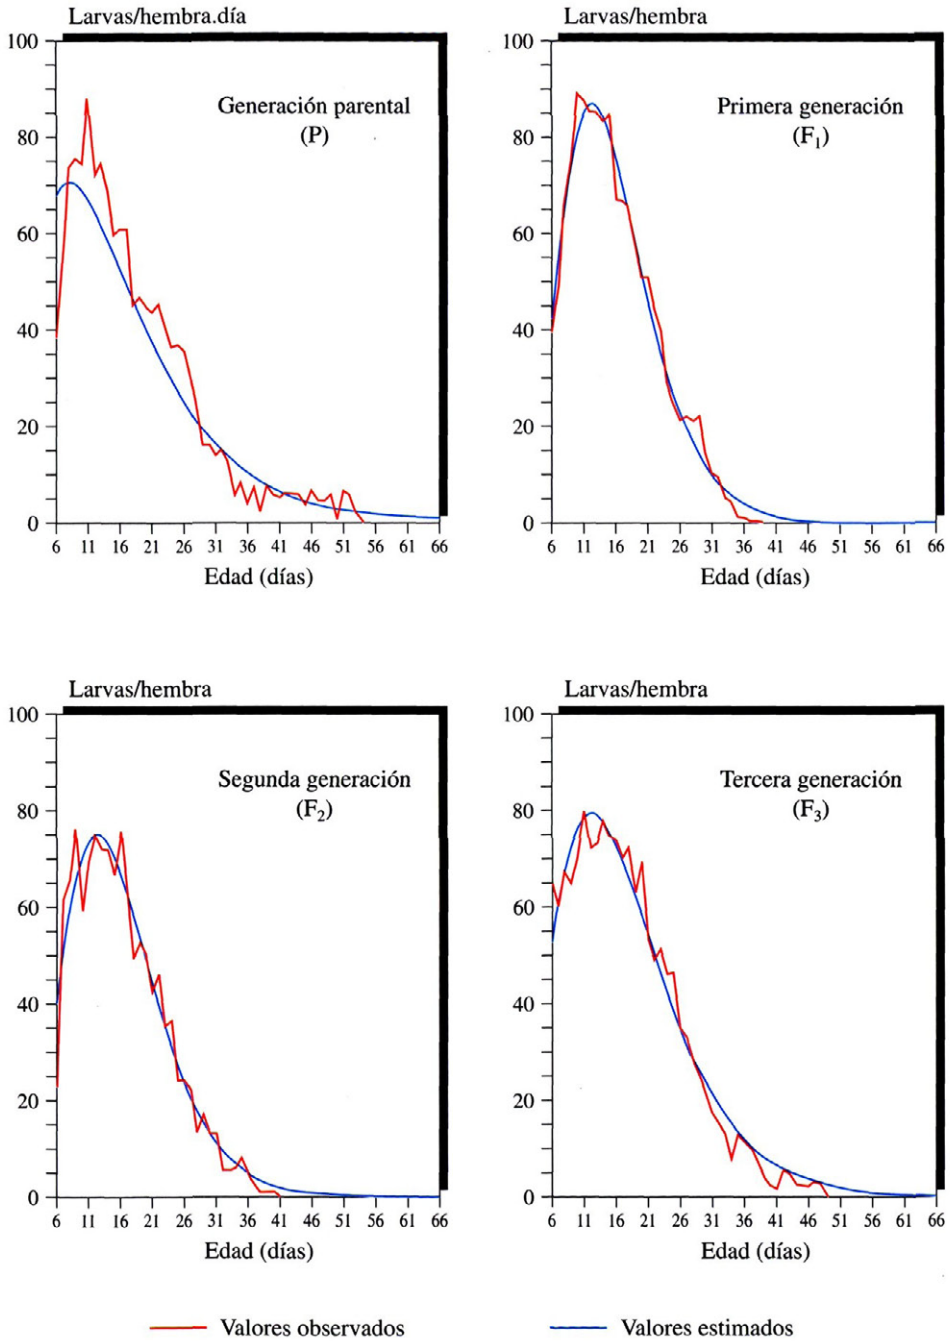 Larvas/hembra.día
100
80
60
40
20
0
Generación parental
(P)
6 11 16 21 26 31 36 41 46 51 56 61 66
Edad (días)
Larvas/hembra
100
80
60
40
20
0
Primera generación
(F₁)
6 11 16 21 26 31 36 41 46 51 56 61 66
Edad (días)
Larvas/hembra
100
80
60
40
20
0
Segunda generación
(F₂)
6 11 16 21 26 31 36 41 46 51 56 61 66
Edad (días)
Larvas/hembra
100
80
60
40
20
0
Tercera generación
(F₃)
6 11 16 21 26 31 36 41 46 51 56 61 66
Edad (días)
Valores observados
Valores estimados